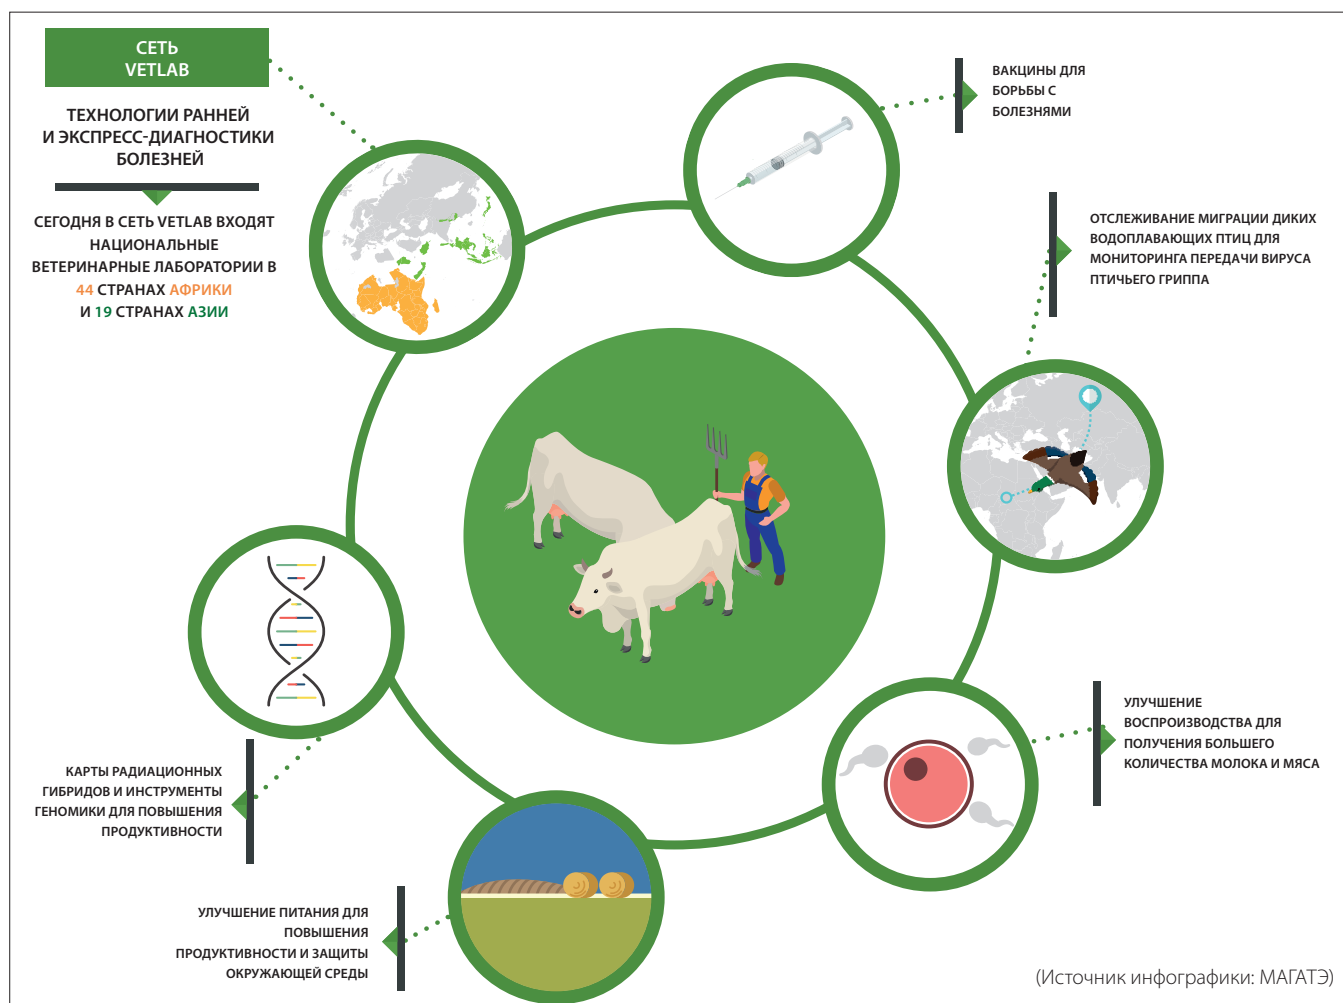 СЕТЬ
VETLAB
ТЕХНОЛОГИИ РАННЕЙ
И ЭКСПРЕСС-ДИАГНОСТИКИ
БОЛЕЗНЕЙ
СЕГОДНЯ В СЕТЬ VETLAB ВХОДЯТ
НАЦИОНАЛЬНЫЕ
ВЕТЕРИНАРНЫЕ ЛАБОРАТОРИИ В
44 СТРАНАХ АФРИКИ
И 19 СТРАНАХ АЗИИ
ВАКЦИНЫ ДЛЯ
БОРЬБЫ С
БОЛЕЗНЯМИ
ОТСЛЕЖИВАНИЕ МИГРАЦИИ ДИКИХ
ВОДОПЛАВАЮЩИХ ПТИЦ ДЛЯ
МОНИТОРИНГА ПЕРЕДАЧИ ВИРУСА
ПТИЧЬЕГО ГРИППА
УЛУЧШЕНИЕ
ВОСПРОИЗВОДСТВА ДЛЯ
ПОЛУЧЕНИЯ БОЛЬШЕГО
КОЛИЧЕСТВА МОЛОКА И МЯСА
КАРТЫ РАДИАЦИОННЫХ
ГИБРИДОВ И ИНСТРУМЕНТЫ
ГЕНОМИКИ ДЛЯ ПОВЫШЕНИЯ
ПРОДУКТИВНОСТИ
УЛУЧШЕНИЕ ПИТАНИЯ ДЛЯ
ПОВЫШЕНИЯ
ПРОДУКТИВНОСТИ И ЗАЩИТЫ
ОКРУЖАЮЩЕЙ СРЕДЫ
(Источник инфографики: МАГАТЭ)